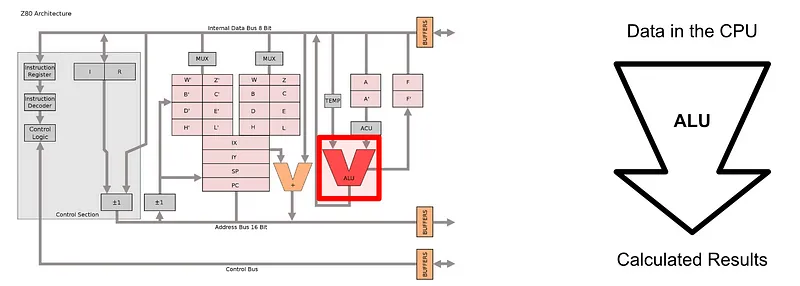 Z80 Architecture
Internal Data Bus 8 Bit
BUFFERS
Instruction
Register
I
R
MUX
MUX
W'
Z'
W
Z
A
F
Instruction
Decoder
B'
C'
B
C
TEMP
A'
F'
D'
E'
D
E
Control
Logic
H'
L'
H
L
ACU
IX
IY
SP
+
ALU
PC
±1
±1
Control Section
Address Bus 16 Bit
BUFFERS
Control Bus
BUFFERS
Data in the CPU
ALU
Calculated Results